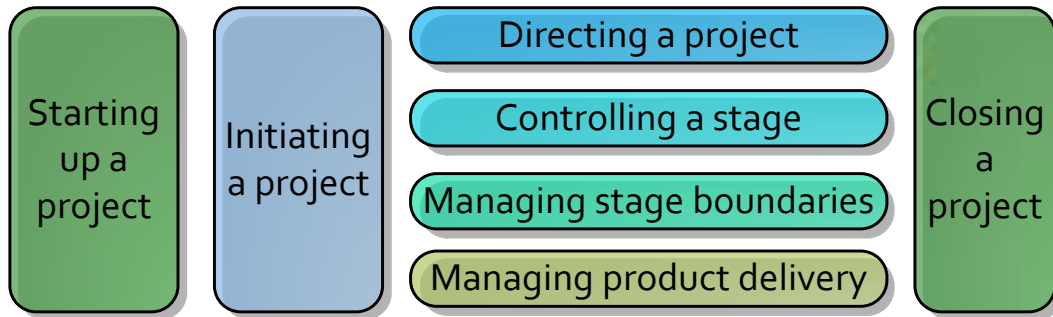 Starting
up a
project
Initiating
a project
Directing a project
Controlling a stage
Managing stage boundaries
Managing product delivery
Closing
a
project